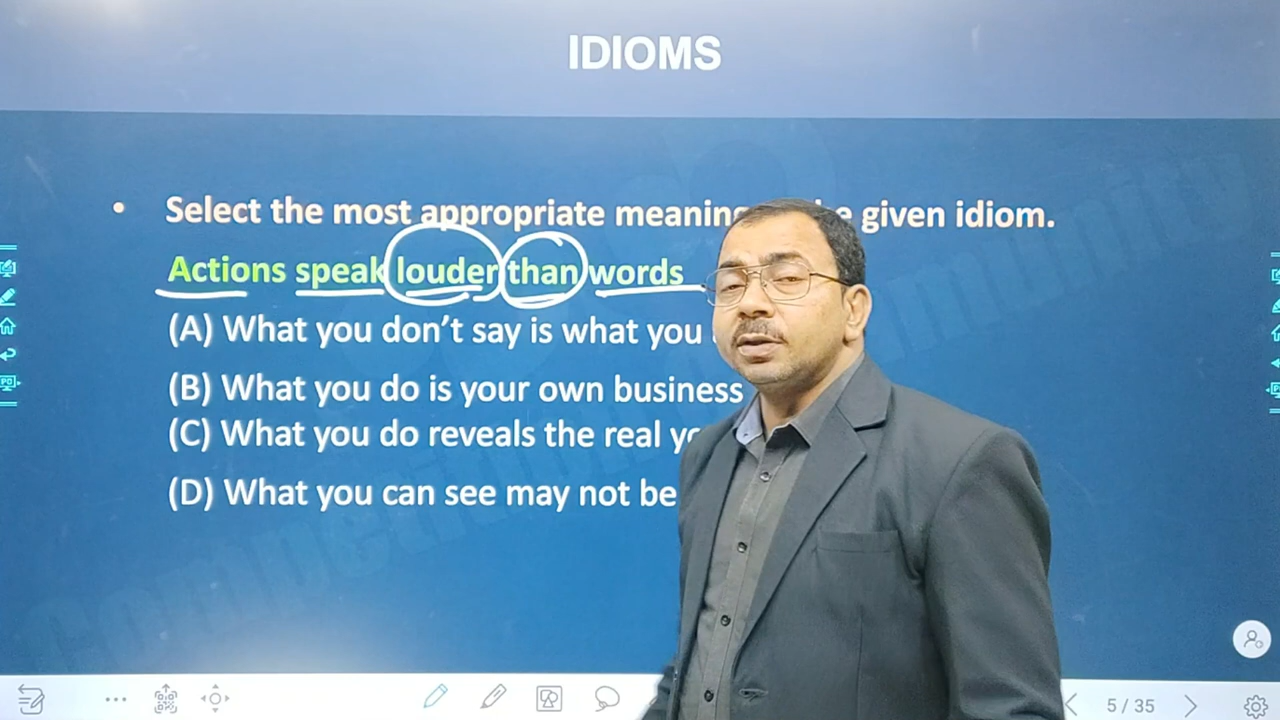 IDIOMS
• Select the most appropriate meaning given idiom.
Actions speak louder than words
(A) What you don't say is what you
(B) What you do is your own business
(C) What you do reveals the real
(D) What you can see may not be
5 / 35